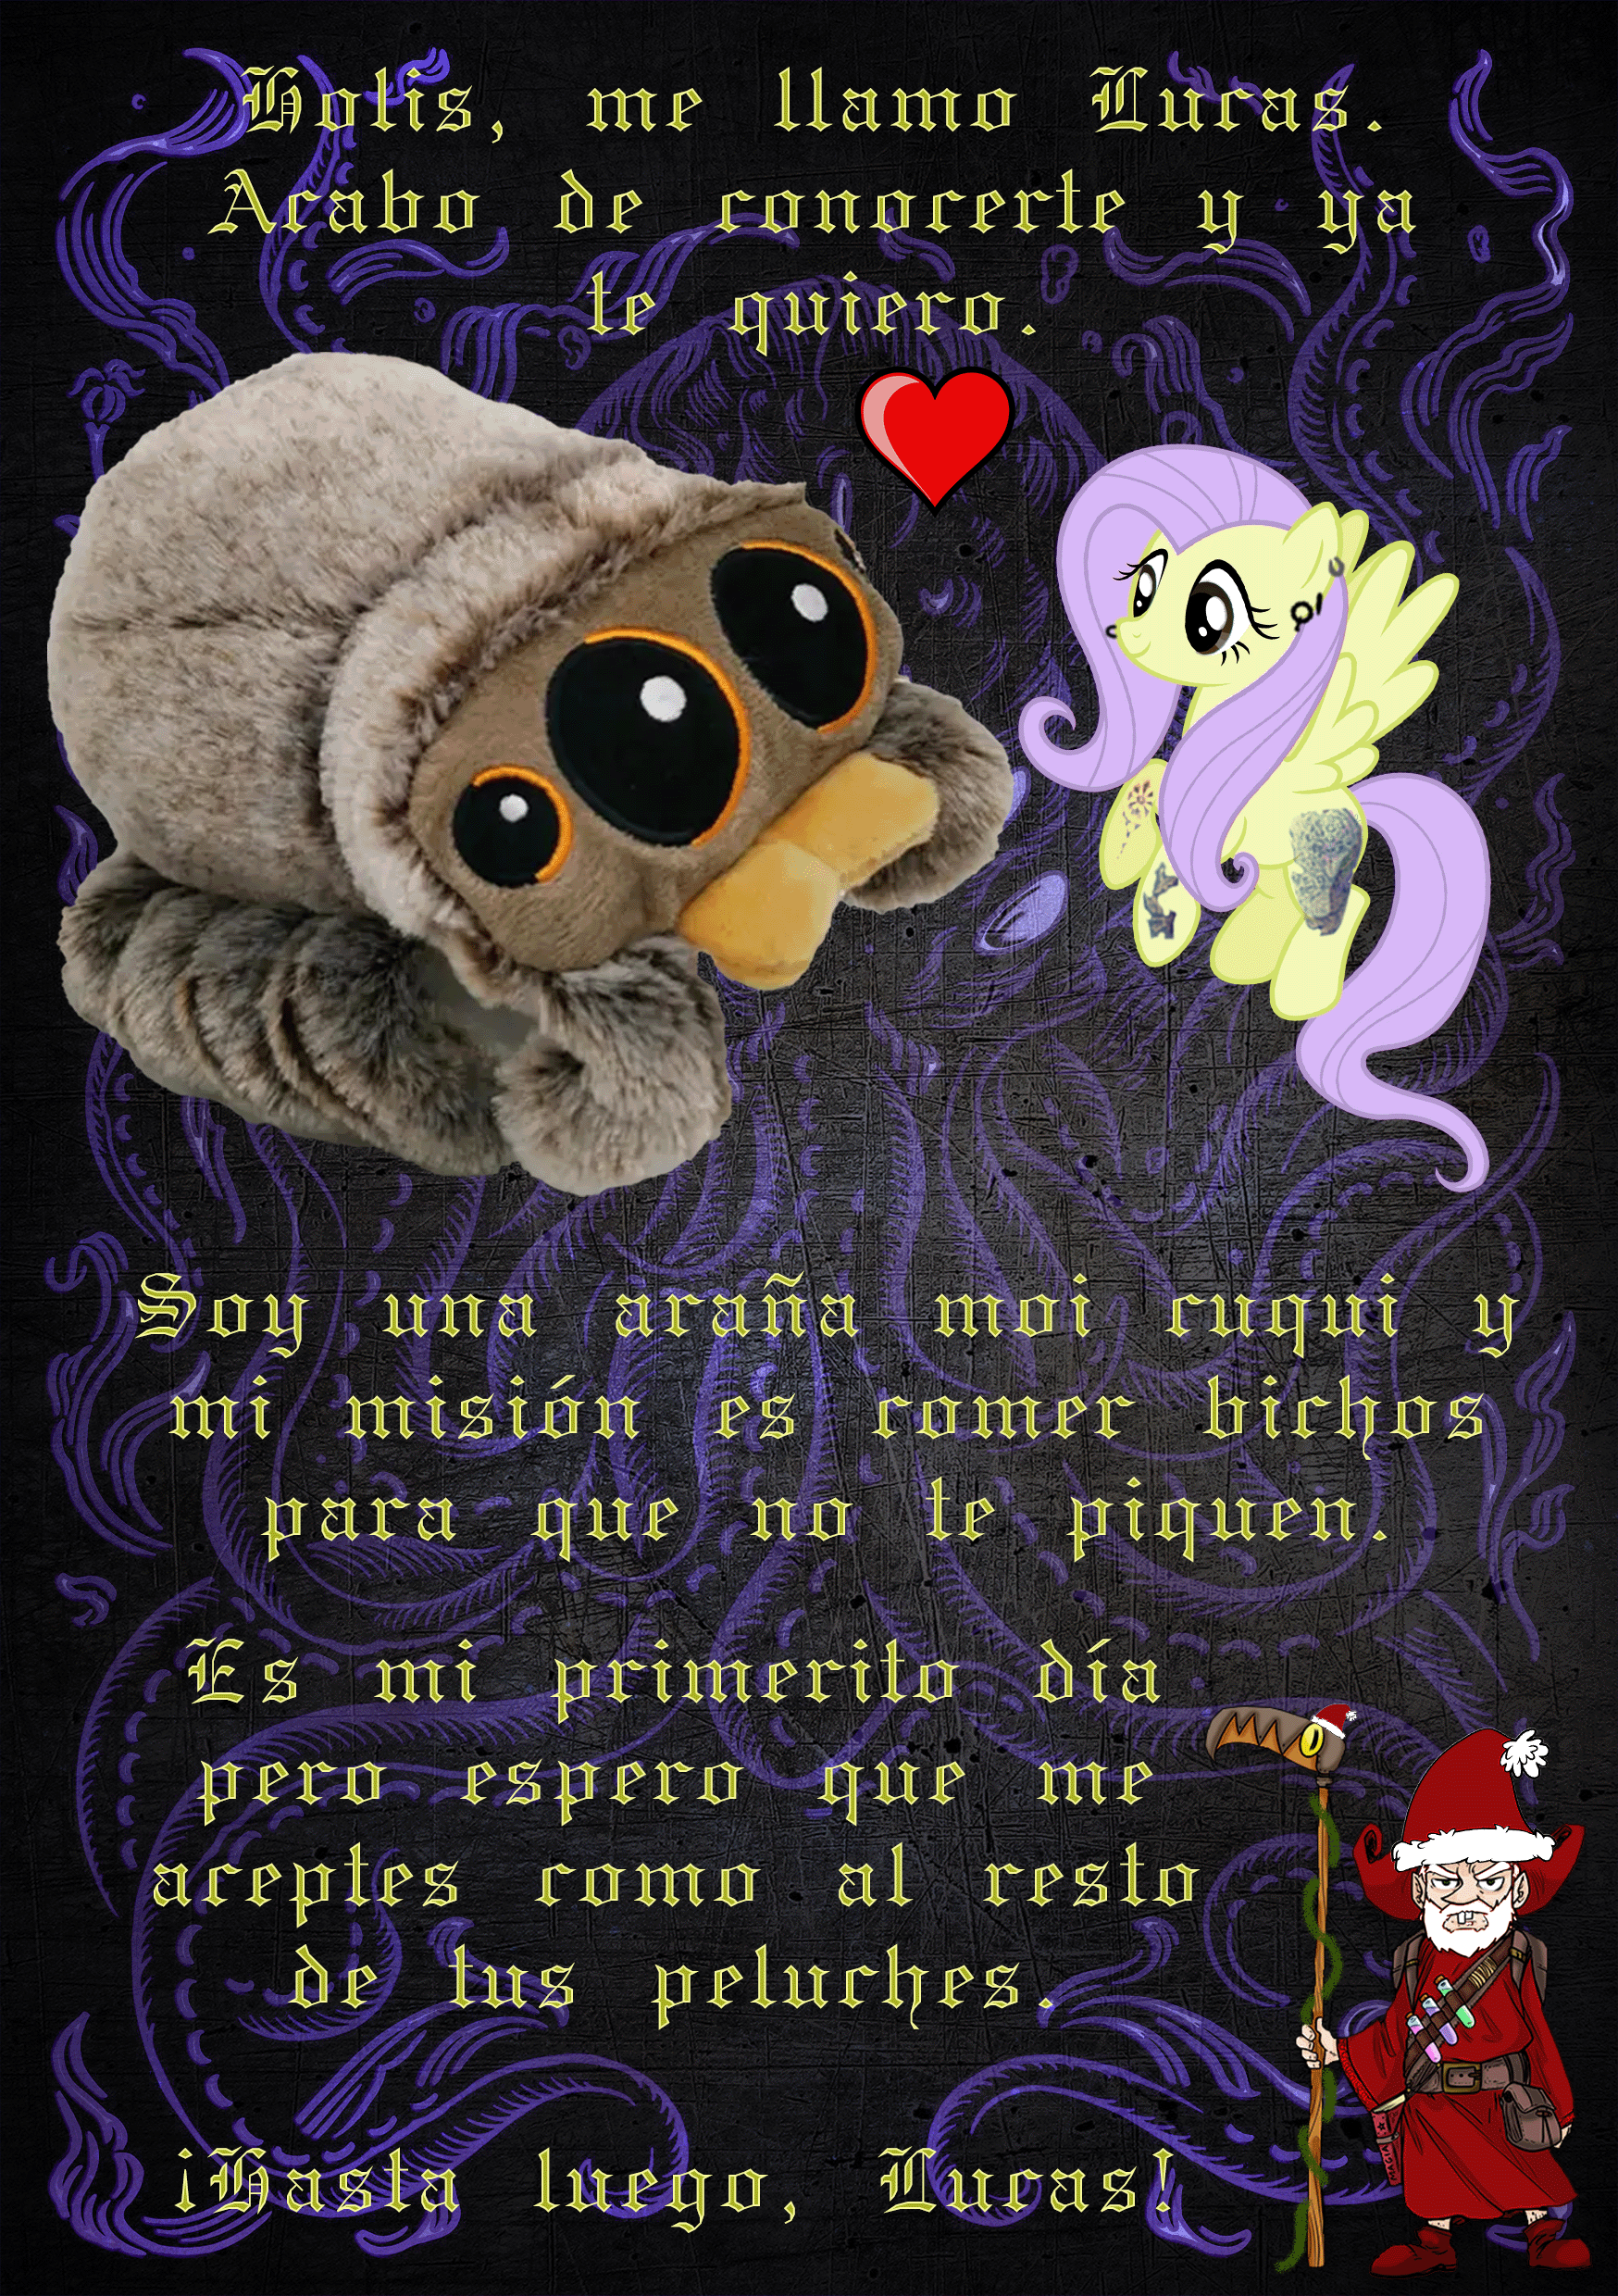 Holis, me llamo Lucas.
Acabo de conocerte y ya
te quiero.
Soy una araña moi cuqui y
mi misión es comer bichos
para que no te piquen.
Es mi primerito día
pero espero que me
aceptes como al resto
de tus peluches.
¡Hasta luego, Lucas!
MAGIA